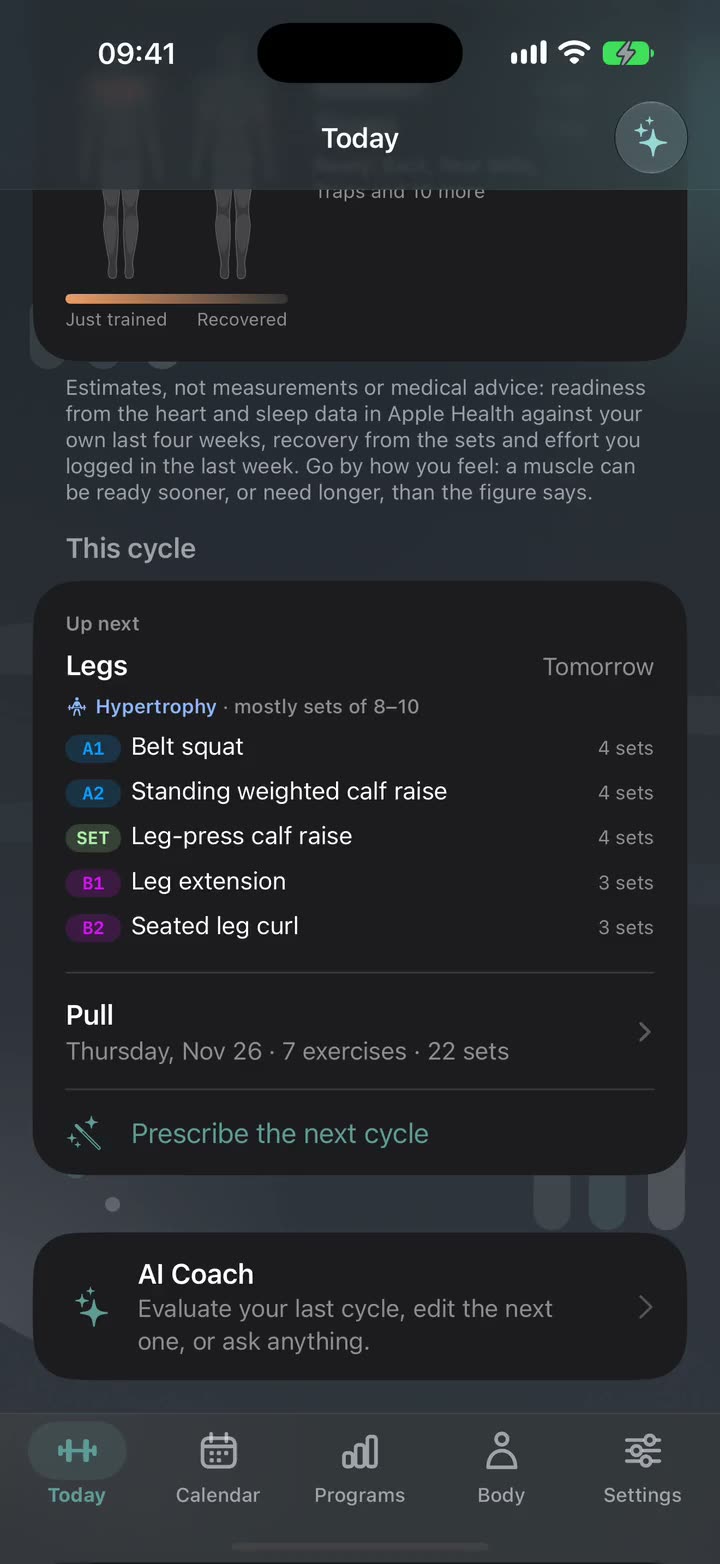 09:41
Today
Traps and 10 more
Just trained
Recovered
Estimates, not measurements or medical advice: readiness
from the heart and sleep data in Apple Health against your
own last four weeks, recovery from the sets and effort you
logged in the last week. Go by how you feel: a muscle can
be ready sooner, or need longer, than the figure says.
This cycle
Up next
Legs
Tomorrow
Hypertrophy · mostly sets of 8–10
A1 Belt squat 4 sets
A2 Standing weighted calf raise 4 sets
SET Leg-press calf raise 4 sets
B1 Leg extension 3 sets
B2 Seated leg curl 3 sets
Pull
Thursday, Nov 26 · 7 exercises · 22 sets
Prescribe the next cycle
AI Coach
Evaluate your last cycle, edit the next
one, or ask anything.
Today
Calendar
Programs
Body
Settings